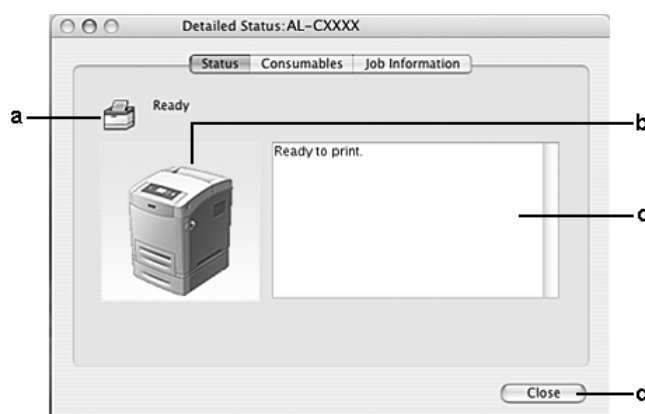 Detailed Status:AL-CXXXX
Status Consumables Job Information
a
Ready
b
Ready to print.
c
Close
d